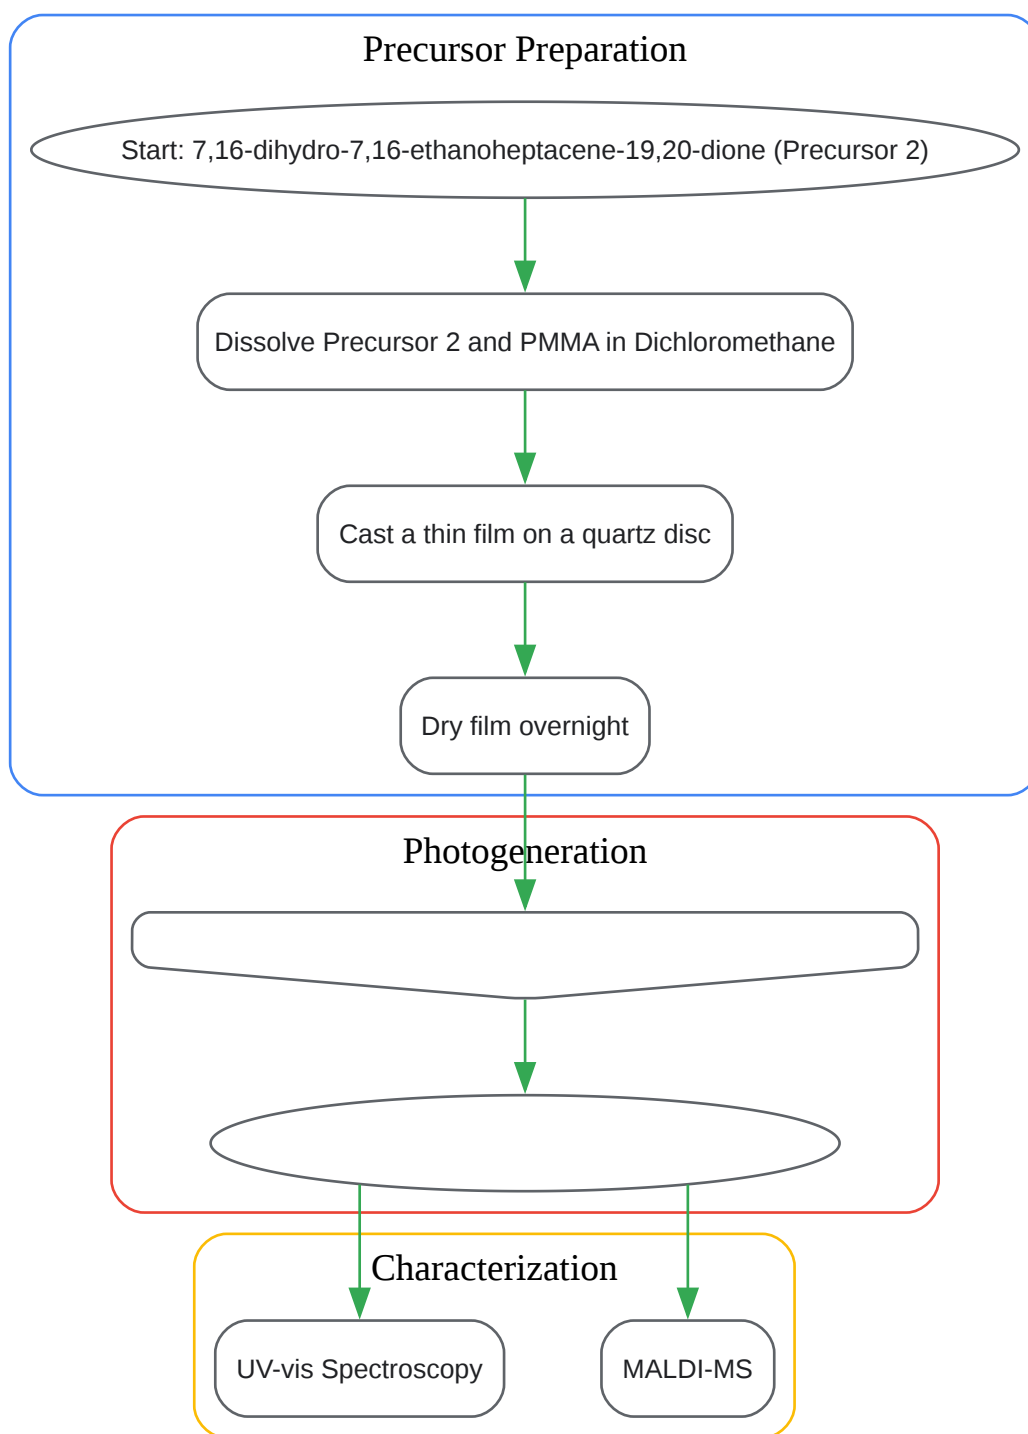 Precursor Preparation
Start: 7,16-dihydro-7,16-ethanoheptacene-19,20-dione (Precursor 2)
Dissolve Precursor 2 and PMMA in Dichloromethane
Cast a thin film on a quartz disc
Dry film overnight
Photogeneration
Characterization
UV-vis Spectroscopy
MALDI-MS